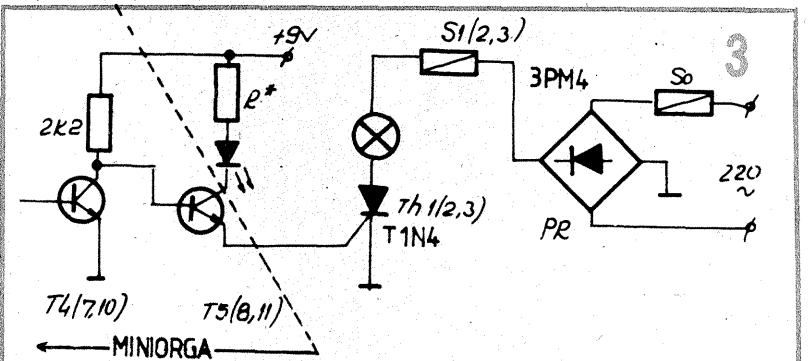 +9V
S1(2,3)
3
3PM4
So
R*
2K2
220
~
Th1(2,3)
T1N4
PR
T4(7,10)
T5(8,11)
MINIORGA